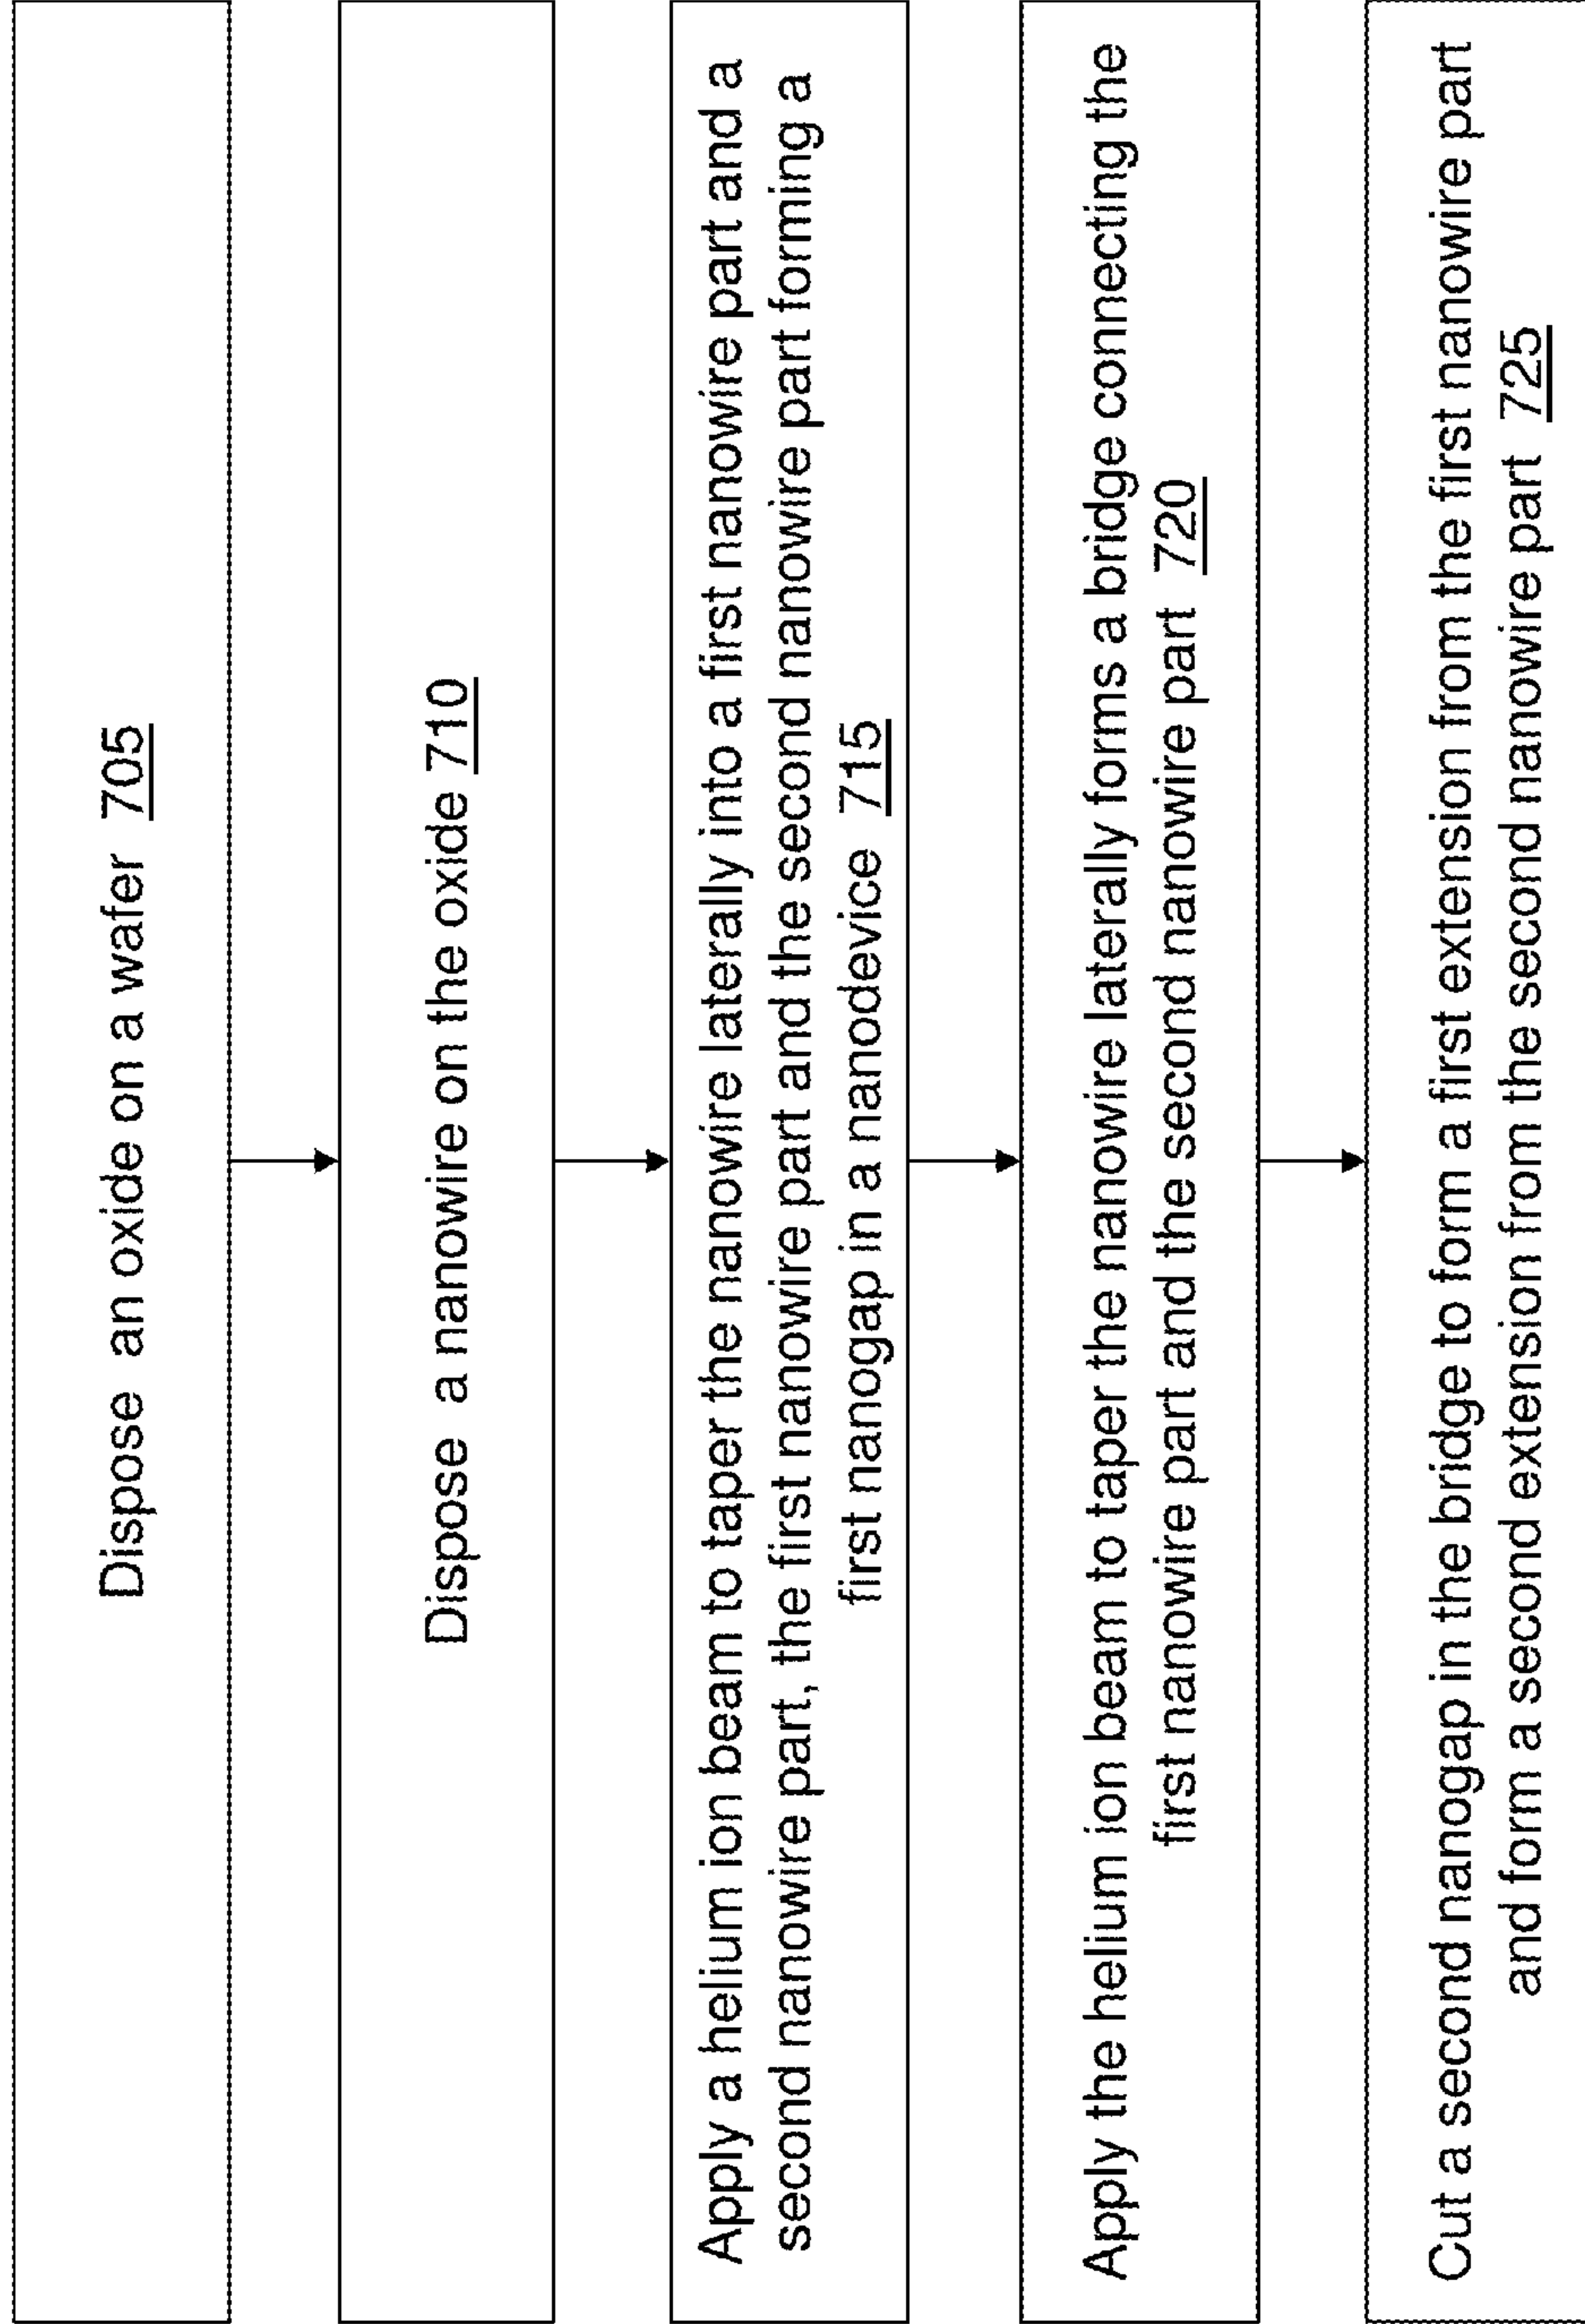 Dispose an oxide on a wafer 705
Dispose a nanowire on the oxide 710
Apply a helium ion beam to taper the nanowire laterally into a first nanowire part and a
second nanowire part, the first nanowire part and the second nanowire part forming a
first nanogap in a nanodevice 715
Apply the helium ion beam to taper the nanowire laterally forms a bridge connecting the
first nanowire part and the second nanowire part 720
Cut a second nanogap in the bridge to form a first extension from the first nanowire part
and form a second extension from the second nanowire part 725